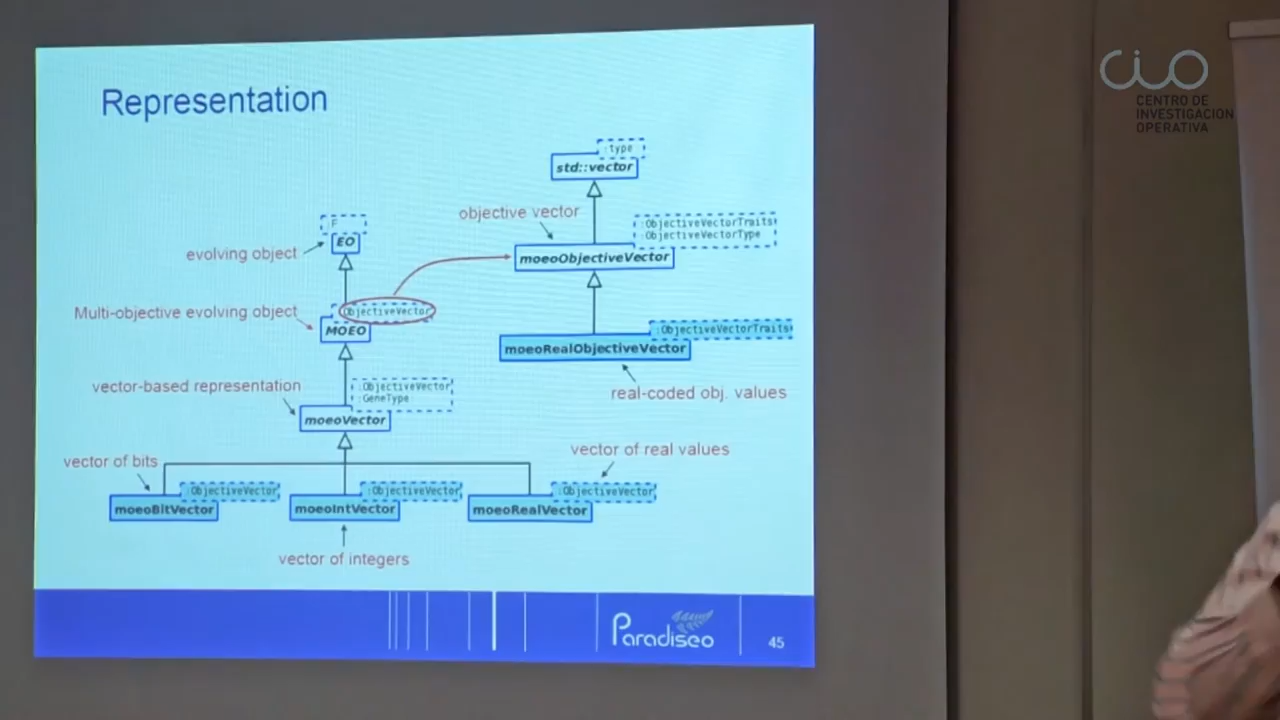 Representation
:type
std::vector
objective vector
:ObjectiveVectorTraits
:ObjectiveVectorType
moeoObjectiveVector
F
EO
evolving object
ObjectiveVector
Multi-objective evolving object
MOEO
:ObjectiveVectorTraits
moeoRealObjectiveVector
real-coded obj. values
vector-based representation
:ObjectiveVector
:GeneType
moeoVector
vector of bits
vector of real values
:ObjectiveVector
:ObjectiveVector
:ObjectiveVector
moeoBitVector
moeoIntVector
moeoRealVector
vector of integers
Paradiseo
45
CIO
CENTRO DE
INVESTIGACION
OPERATIVA